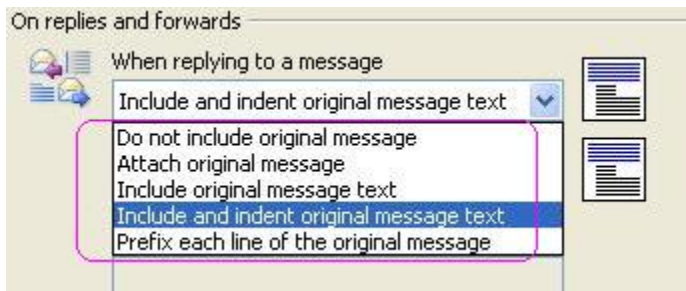 On replies and forwards
When replying to a message
Include and indent original message text
Do not include original message
Attach original message
Include original message text
Include and indent original message text
Prefix each line of the original message